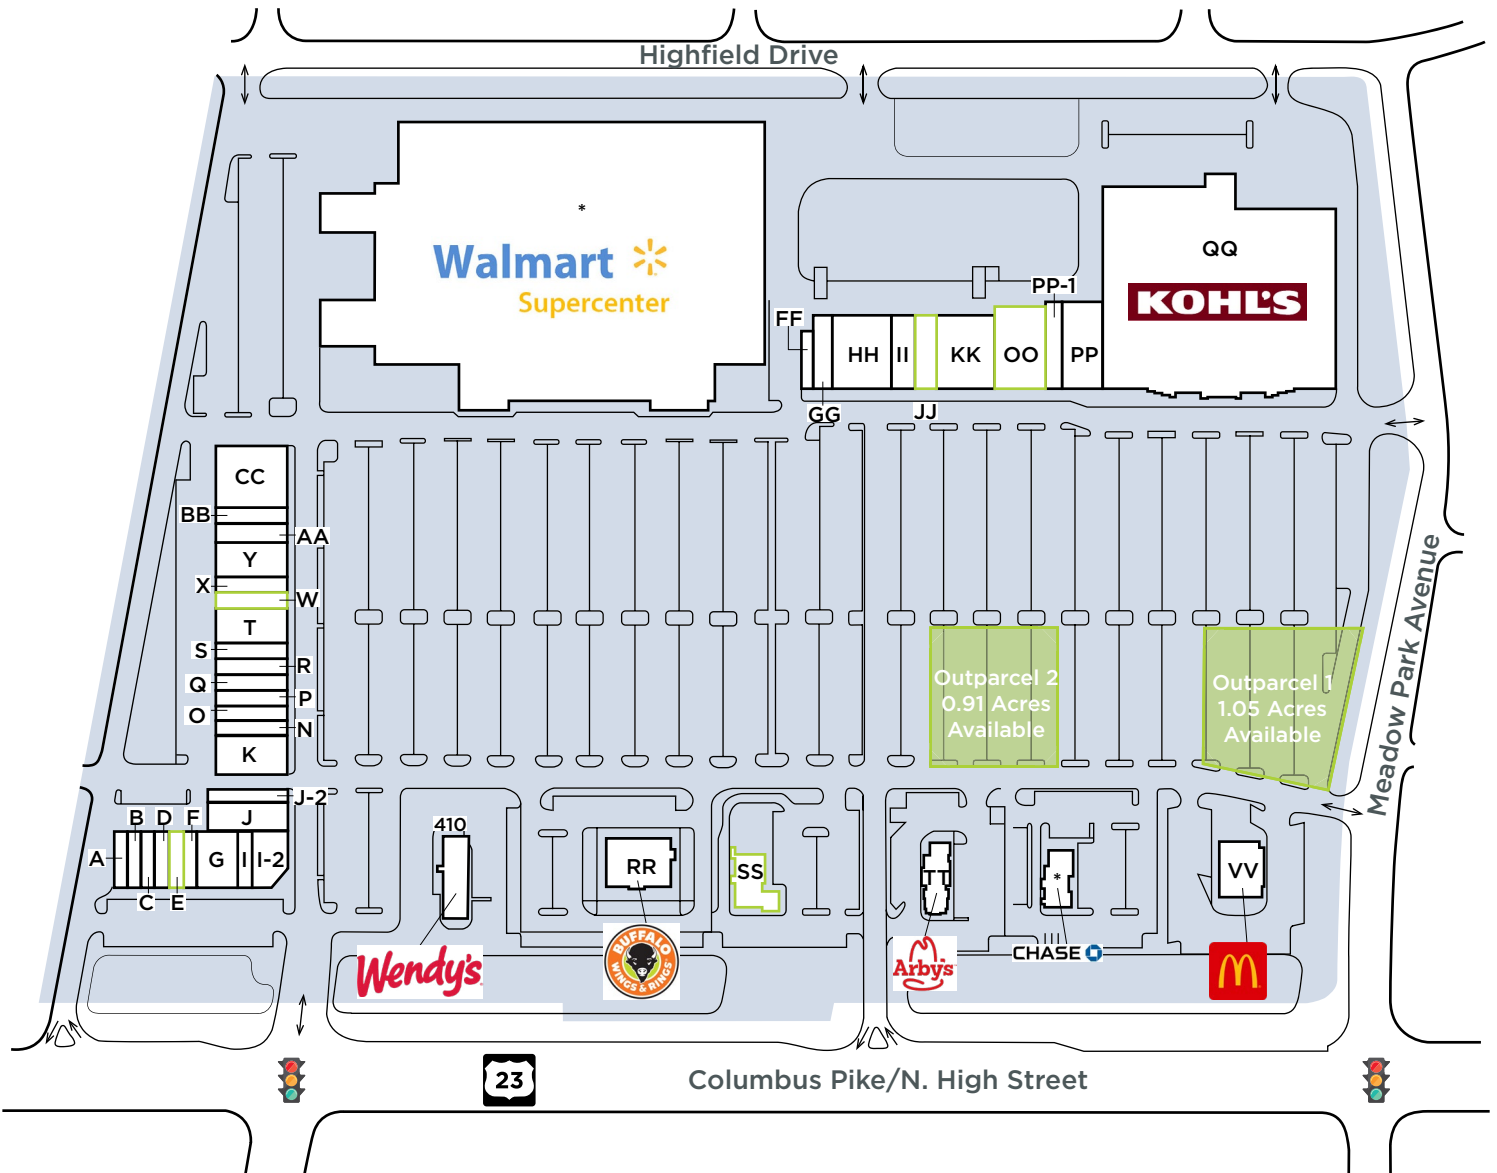 Highfield Drive
*
Walmart
Supercenter
QQ
KOHL'S
PP-1
FF
HH
II
KK
OO
PP
GG
JJ
CC
BB
AA
Y
X
W
T
S
R
Q
P
O
N
K
J-2
J
B
D
F
A
G
I
I-2
C
E
Outparcel 2
0.91 Acres
Available
Outparcel 1
1.05 Acres
Available
Meadow Park Avenue
410
RR
SS
TT
*
VV
Wendy's
BUFFALO
WINGS & RINGS
Arby's
CHASE
M
23
Columbus Pike/N. High Street